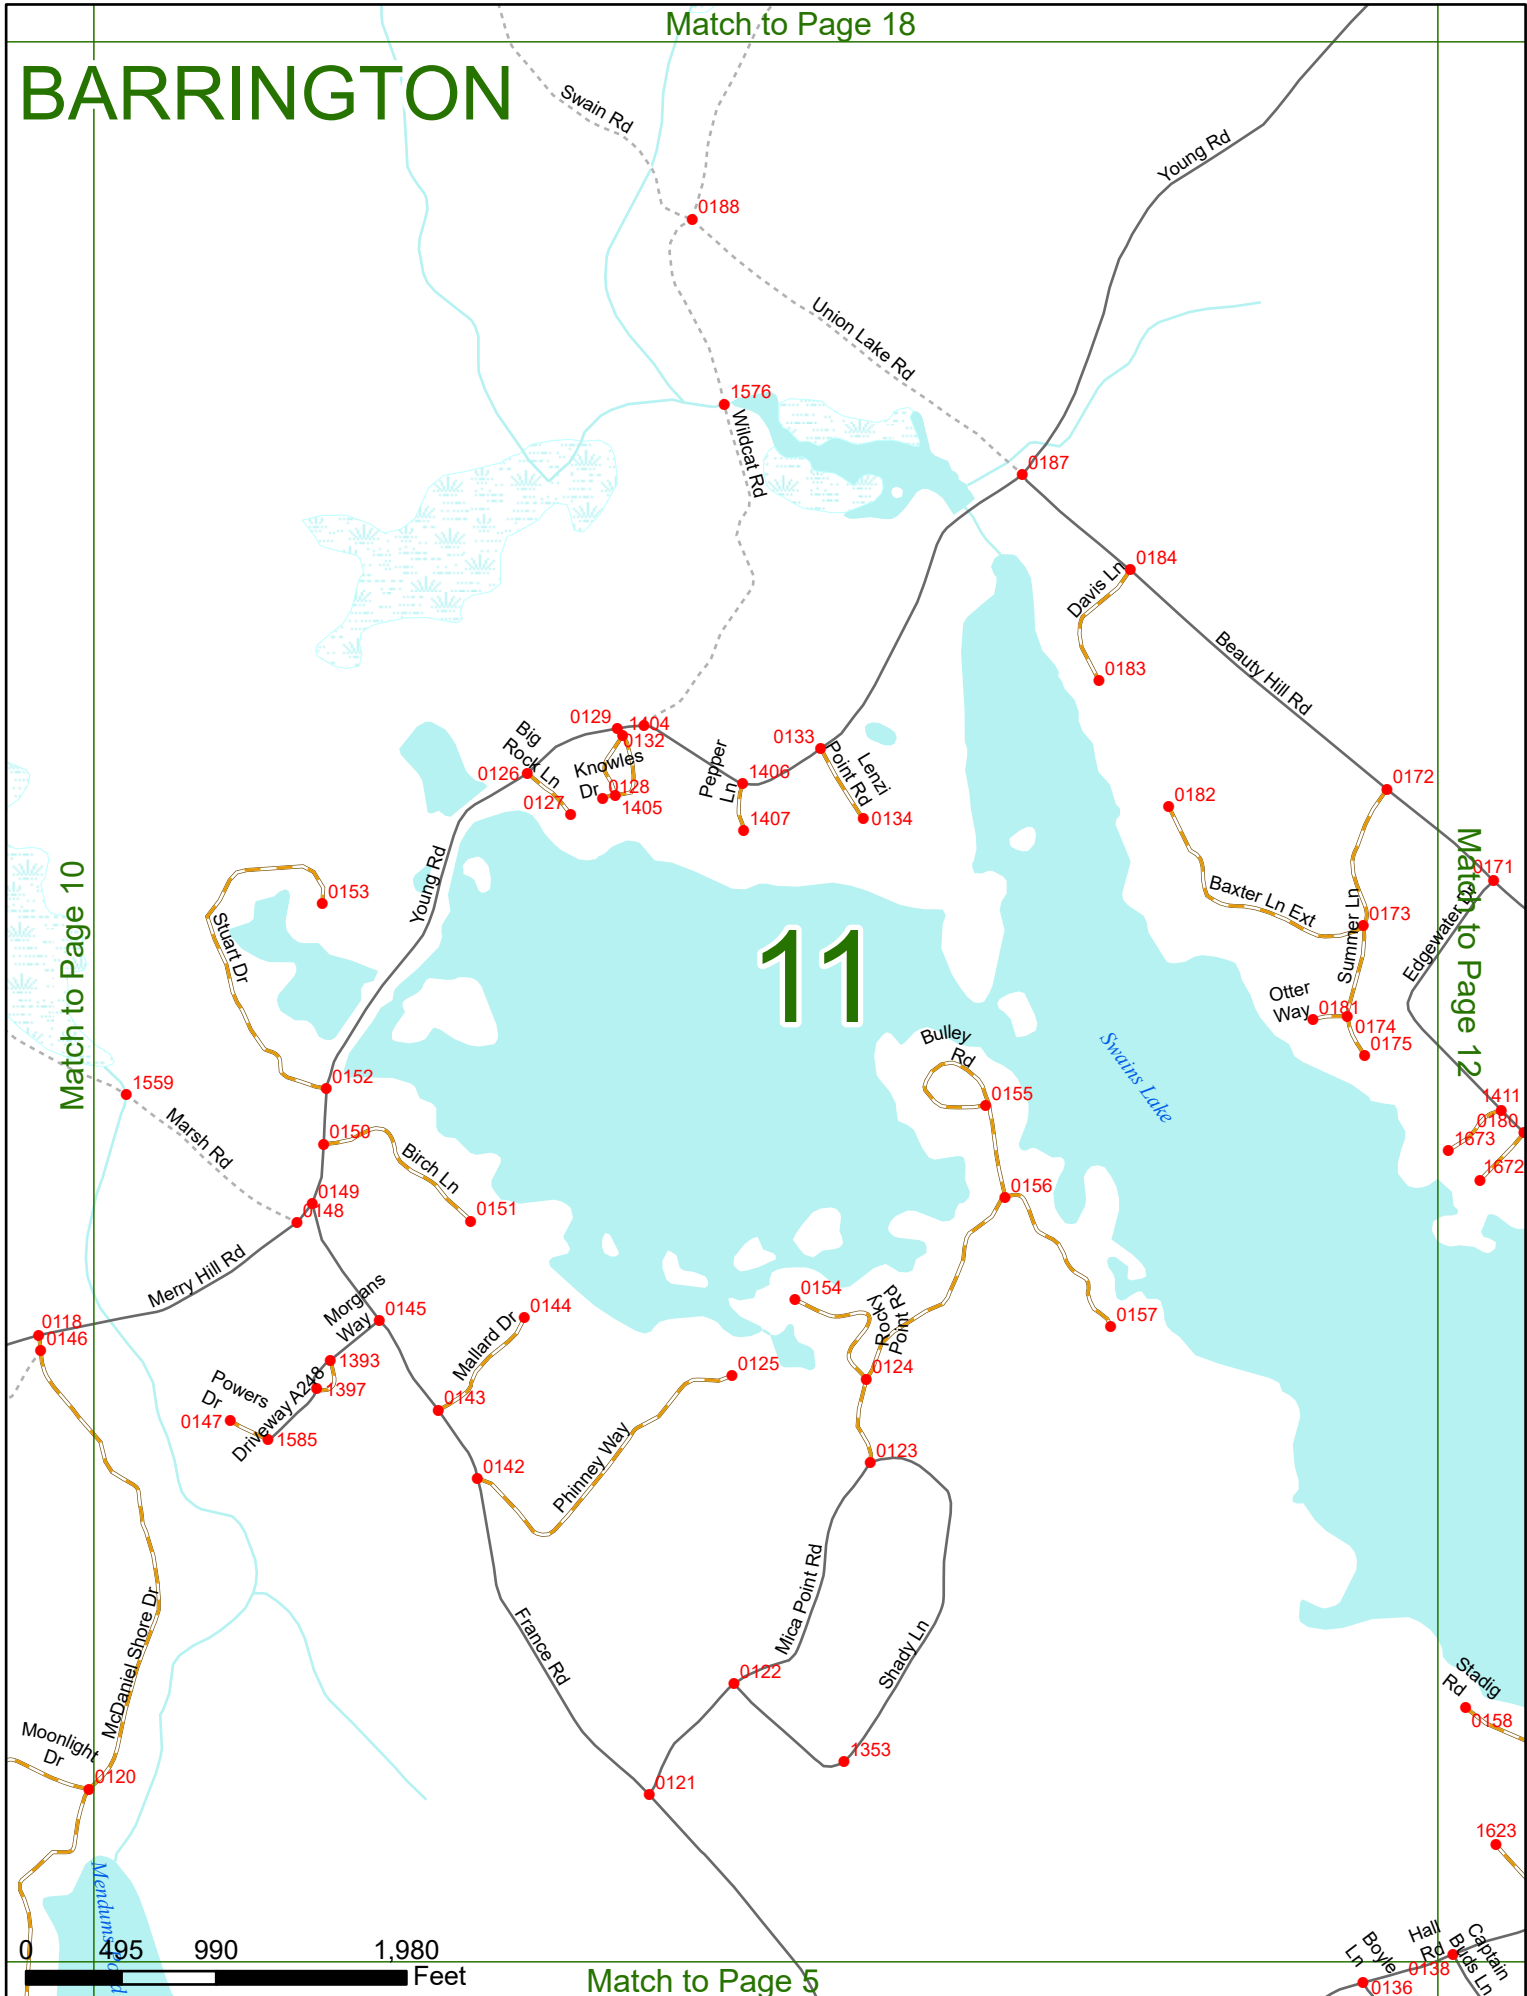 Match to Page 18
BARRINGTON
Swain Rd
Young Rd
0188
Union Lake Rd
1576
Wildcat Rd
0187
0184
Davis Ln
0183
Beauty Hill Rd
0129
1404
0132
Big
Rock Ln
0126
0127
Knowles
Dr
0128
1405
Pepper
Ln
1406
1407
0133
Lenzi
Point Rd
0134
0172
0182
0171
Match to Page 12
Edgewater
Baxter Ln Ext
0173
Summer Ln
Otter
Way
0181
0174
0175
1411
0180
1673
1672
Match to Page 10
0153
Stuart Dr
Young Rd
11
Swains Lake
Bulley
Rd
0155
0156
0157
1559
Marsh Rd
0152
0150
Birch Ln
0151
0149
0148
Merry Hill Rd
0118
0146
Morgans
Way
0145
Mallard Dr
0144
0143
1393
1397
Driveway A248
Powers
Dr
0147
1585
0142
Phinney Way
0125
0154
Rocky
Point Rd
0124
0123
Mica Point Rd
Shady Ln
France Rd
0122
1353
0121
McDaniel Shore Dr
Moonlight
Dr
0120
Stadig
Rd
0158
1623
Mendums Pond
0 495 990 1,980
Feet
Match to Page 5
Boyle
Ln
Hall
Rd
Captain
Buds Ln
0138
0136